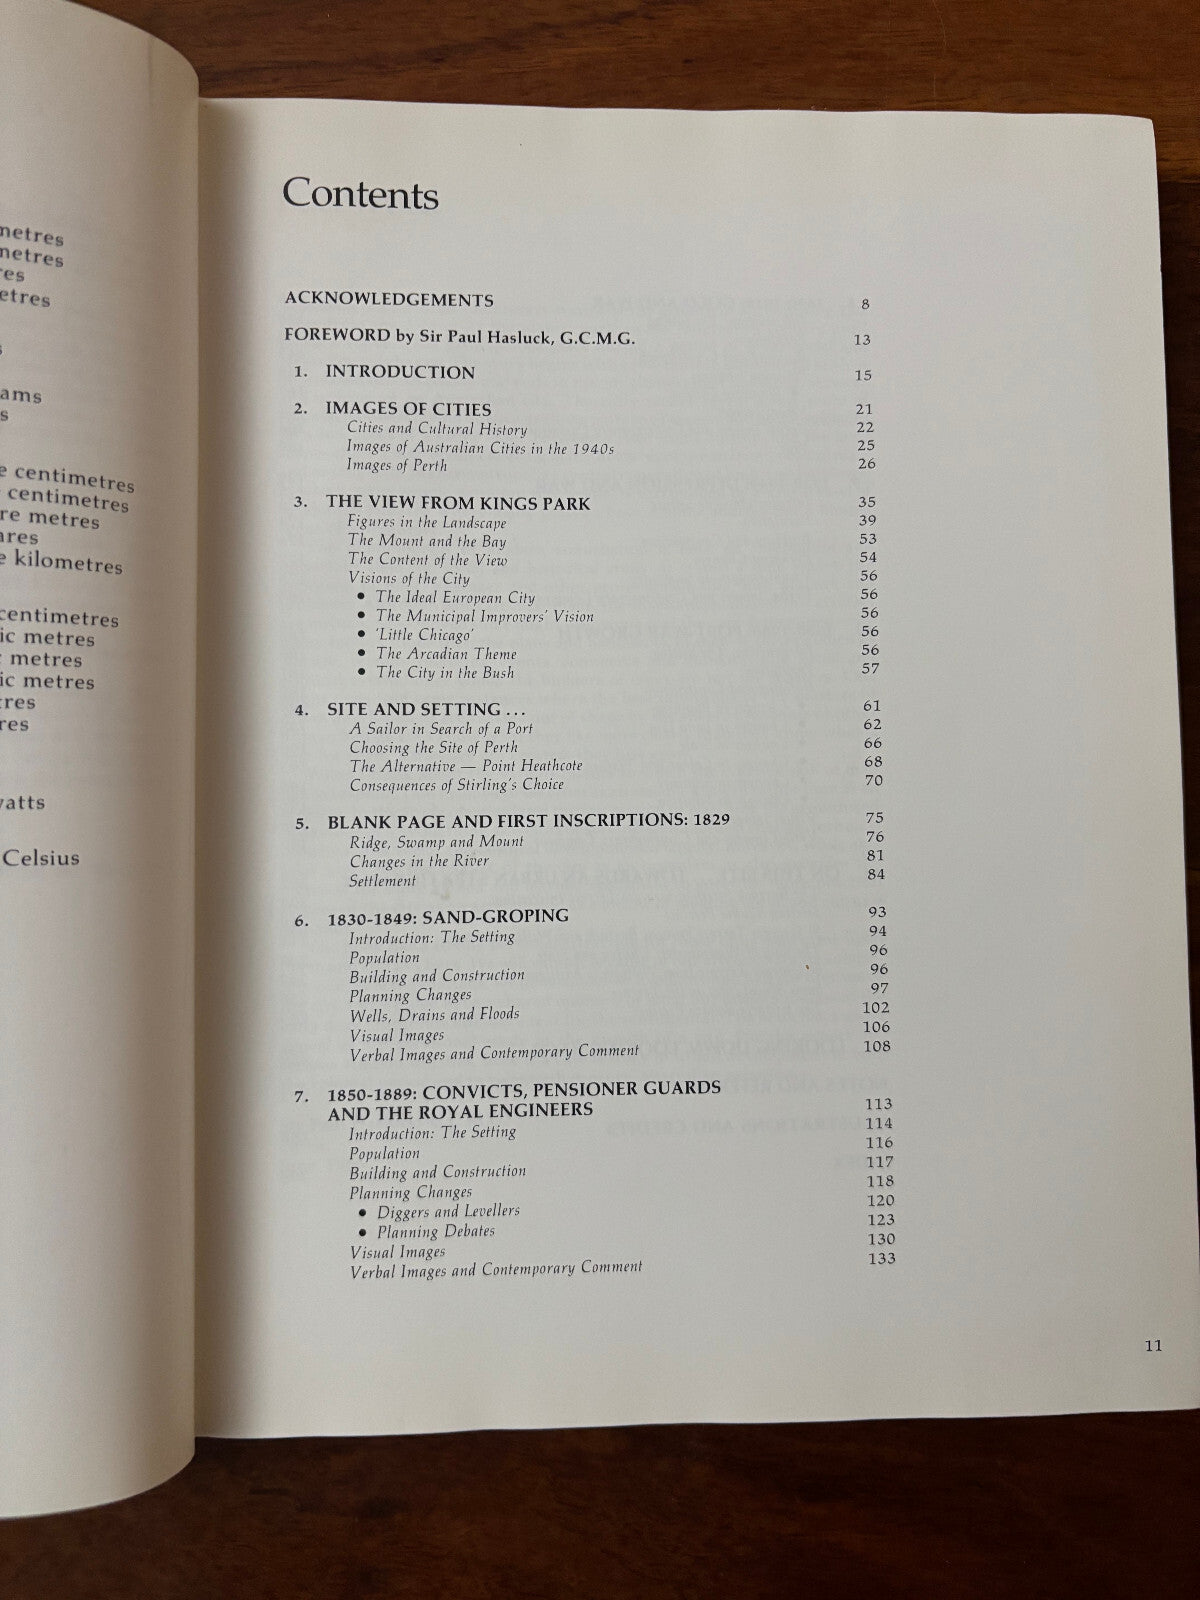 metres
metres
etres
centimetres
centimetres
metres
kilometres
centimetres
metres
metres
metres
Celsius
Contents
ACKNOWLEDGEMENTS 8
FOREWORD by Sir Paul Hasluck, G.C.M.G. 13
1. INTRODUCTION 15
2. IMAGES OF CITIES 21
Cities and Cultural History 22
Images of Australian Cities in the 1940s 25
Images of Perth 26
3. THE VIEW FROM KINGS PARK 35
Figures in the Landscape 39
The Mount and the Bay 53
The Content of the View 54
Visions of the City 56
• The Ideal European City 56
• The Municipal Improvers' Vision 56
• 'Little Chicago' 56
• The Arcadian Theme 56
• The City in the Bush 57
4. SITE AND SETTING ... 61
A Sailor in Search of a Port 62
Choosing the Site of Perth 66
The Alternative — Point Heathcote 68
Consequences of Stirling's Choice 70
5. BLANK PAGE AND FIRST INSCRIPTIONS: 1829 75
Ridge, Swamp and Mount 76
Changes in the River 81
Settlement 84
6. 1830-1849: SAND-GROPING 93
Introduction: The Setting 94
Population 96
Building and Construction 96
Planning Changes 97
Wells, Drains and Floods 102
Visual Images 106
Verbal Images and Contemporary Comment 108
7. 1850-1889: CONVICTS, PENSIONER GUARDS
AND THE ROYAL ENGINEERS 113
Introduction: The Setting 114
Population 116
Building and Construction 117
Planning Changes 118
• Diggers and Levellers 120
• Planning Debates 123
Visual Images 130
Verbal Images and Contemporary Comment 133
11